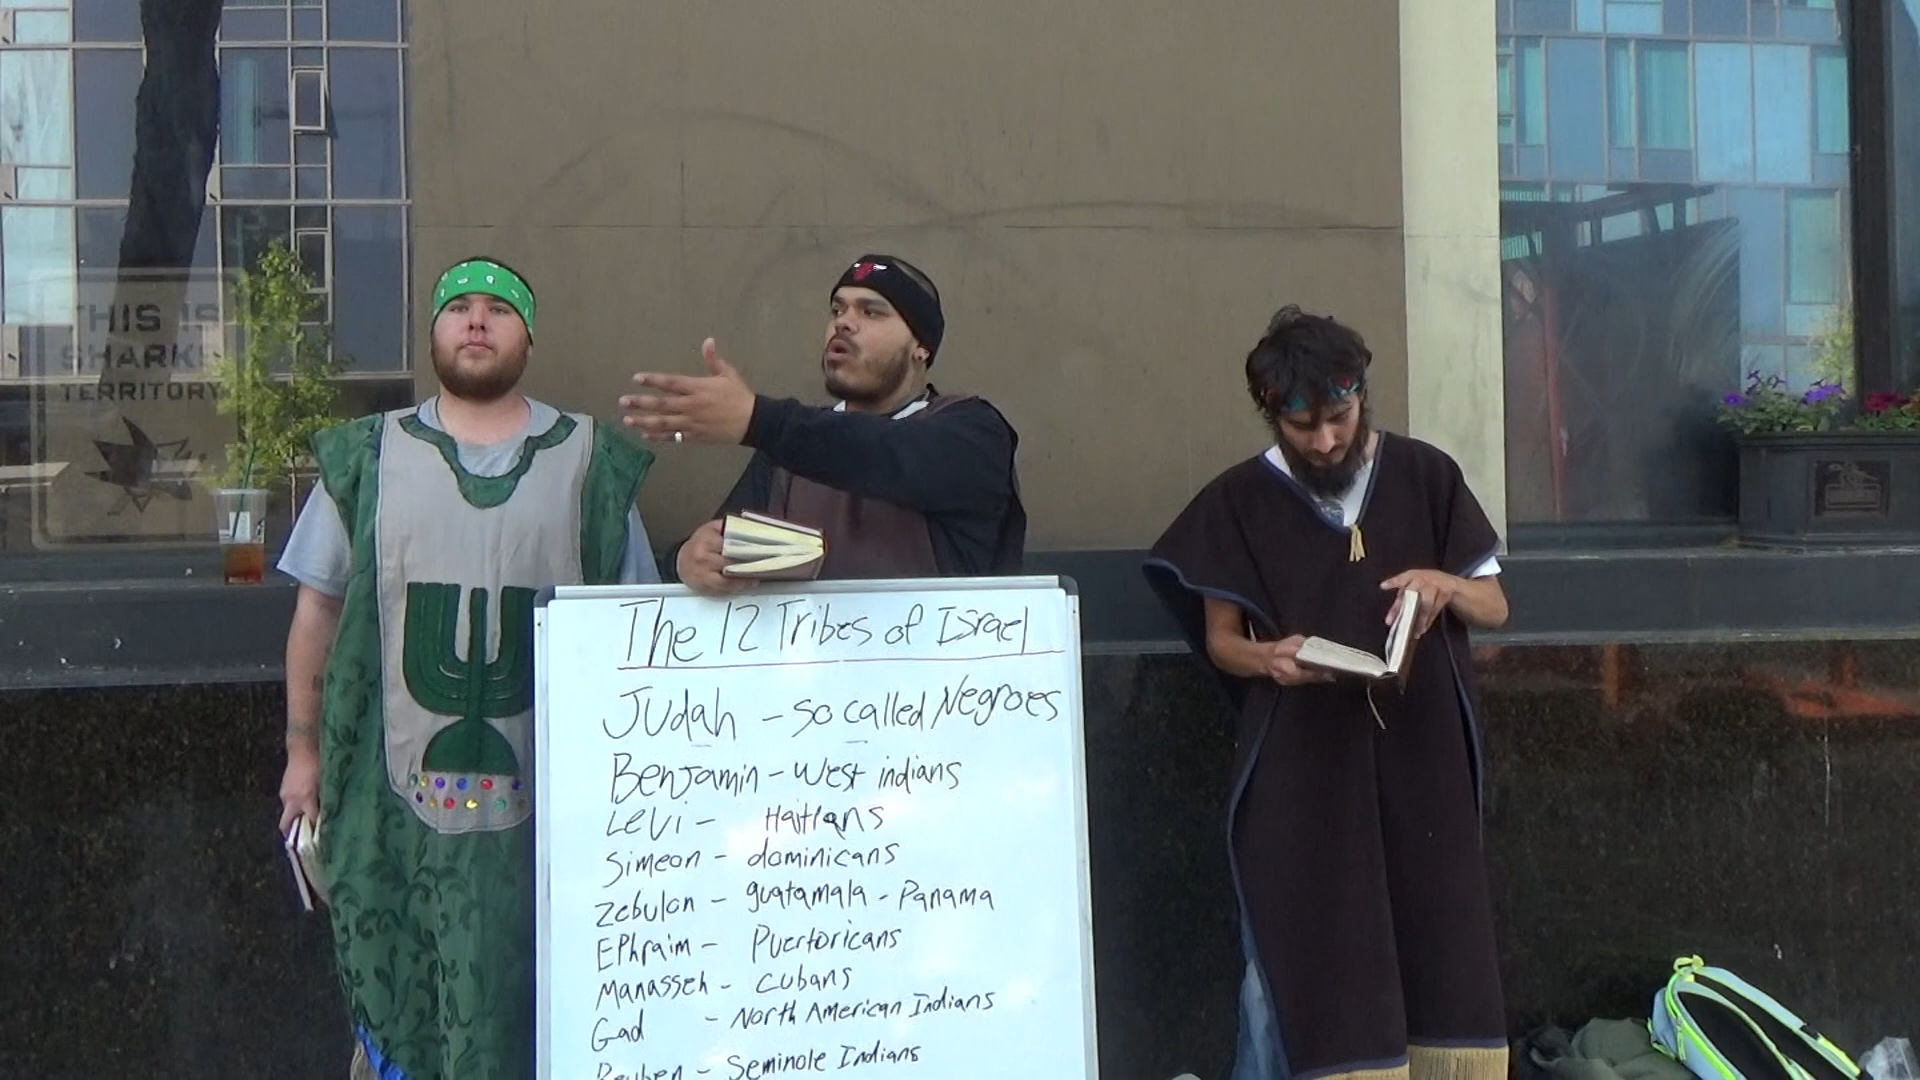 THIS IS
SHARKS
TERRITORY
The 12 Tribes of Israel
Judah - so called Negroes
Benjamin - west indians
Levi - Haitians
Simeon - dominicans
Zebulon - guatamala - Panama
Ephraim - Puertoricans
Manasseh - Cubans
Gad - North American Indians
Reuben - Seminole Indians